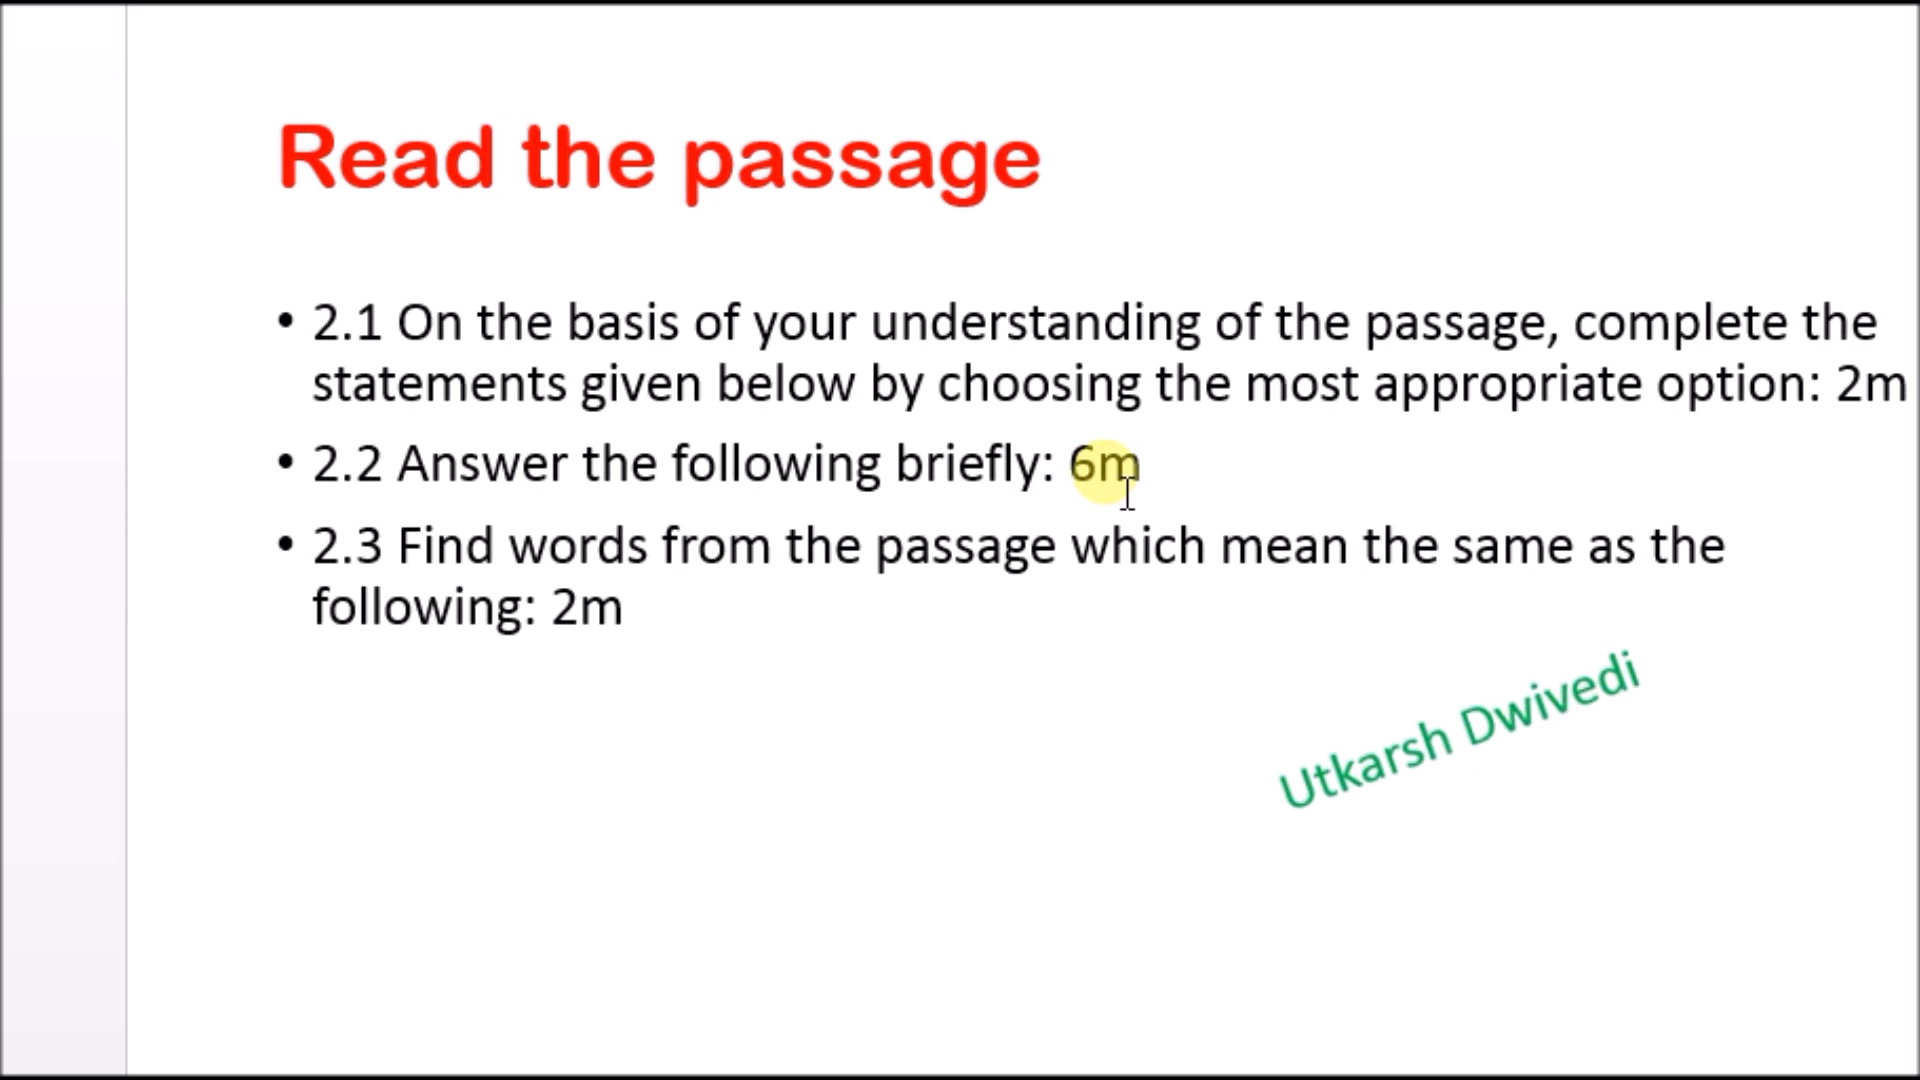 Read the passage
• 2.1 On the basis of your understanding of the passage, complete the
statements given below by choosing the most appropriate option: 2m
• 2.2 Answer the following briefly: 6m
• 2.3 Find words from the passage which mean the same as the
following: 2m
Utkarsh Dwivedi